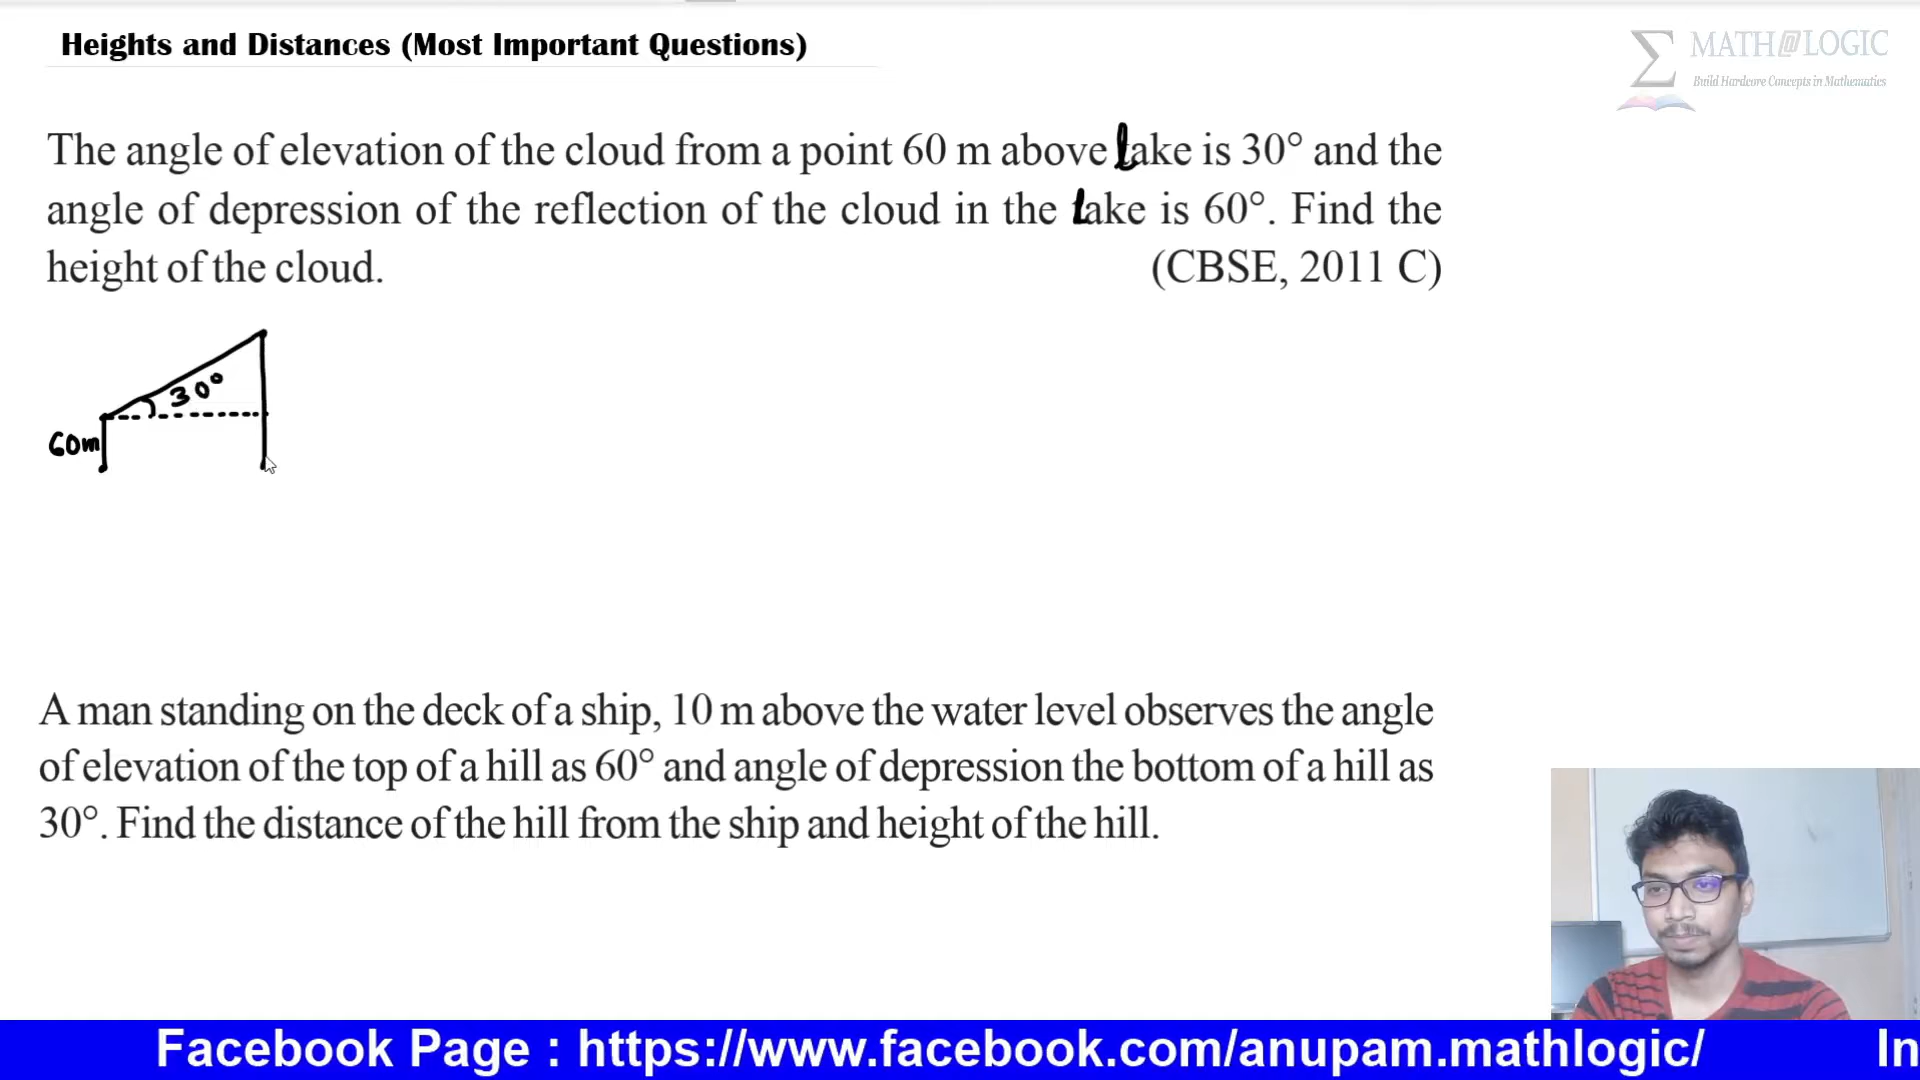 Heights and Distances (Most Important Questions)
MATH@LOGIC
Build Hardcore Concepts in Mathematics
The angle of elevation of the cloud from a point 60 m above lake is 30° and the
angle of depression of the reflection of the cloud in the lake is 60°. Find the
height of the cloud. (CBSE, 2011 C)
30°
60m
A man standing on the deck of a ship, 10 m above the water level observes the angle
of elevation of the top of a hill as 60° and angle of depression the bottom of a hill as
30°. Find the distance of the hill from the ship and height of the hill.
Facebook Page : https://www.facebook.com/anupam.mathlogic/ In